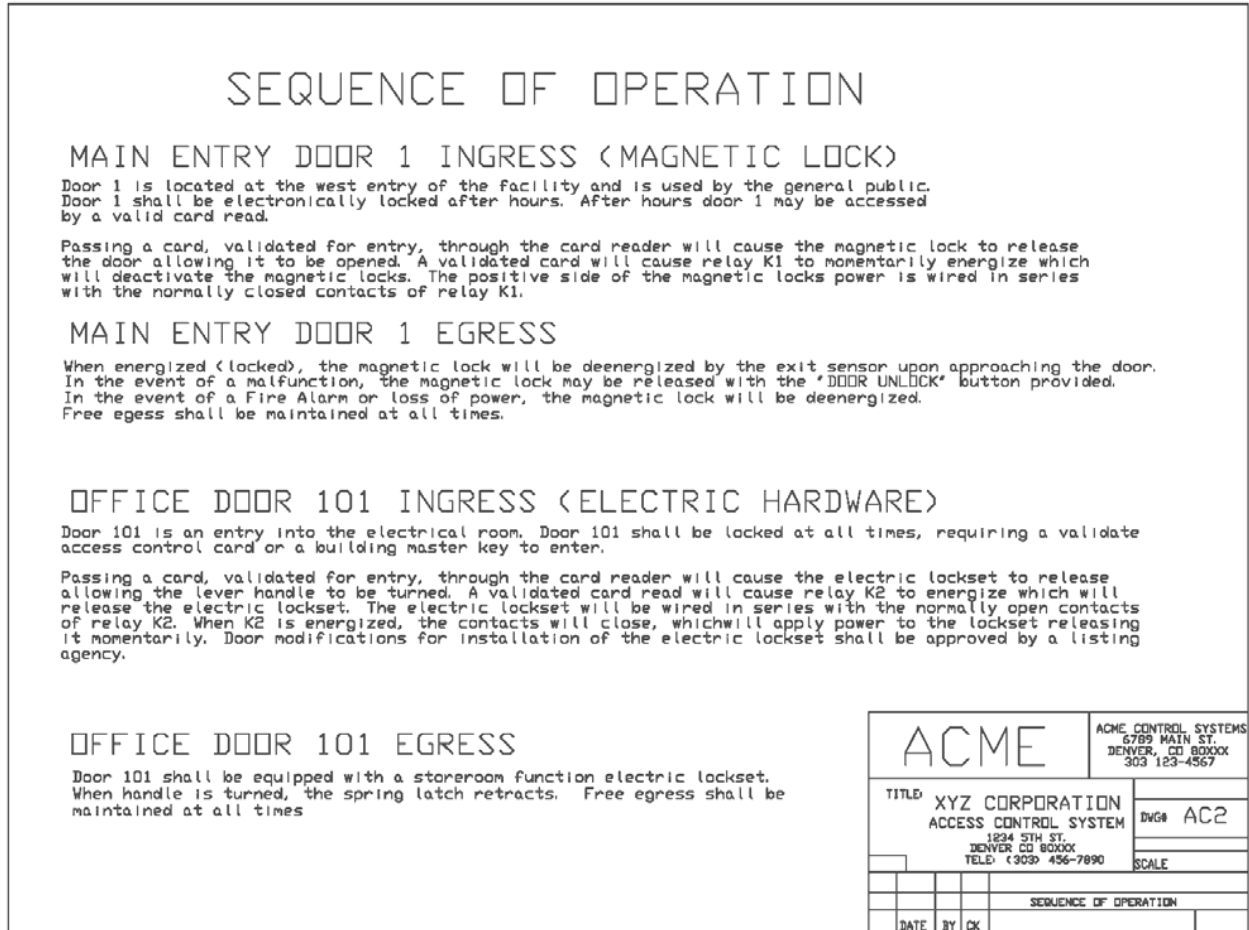 SEQUENCE OF OPERATION
MAIN ENTRY DOOR 1 INGRESS (MAGNETIC LOCK)
Door 1 is located at the west entry of the facility and is used by the general public.
Door 1 shall be electronically locked after hours. After hours door 1 may be accessed
by a valid card read.
Passing a card, validated for entry, through the card reader will cause the magnetic lock to release
the door allowing it to be opened. A validated card will cause relay K1 to momemtarily energize which
will deactivate the magnetic locks. The positive side of the magnetic locks power is wired in series
with the normally closed contacts of relay K1.
MAIN ENTRY DOOR 1 EGRESS
When energized (locked), the magnetic lock will be deenergized by the exit sensor upon approaching the door.
In the event of a malfunction, the magnetic lock may be released with the "DOOR UNLOCK" button provided.
In the event of a Fire Alarm or loss of power, the magnetic lock will be deenergized.
Free egess shall be maintained at all times.
OFFICE DOOR 101 INGRESS (ELECTRIC HARDWARE)
Door 101 is an entry into the electrical room. Door 101 shall be locked at all times, requiring a validate
access control card or a building master key to enter.
Passing a card, validated for entry, through the card reader will cause the electric lockset to release
allowing the lever handle to be turned. A validated card read will cause relay K2 to energize which will
release the electric lockset. The electric lockset will be wired in series with the normally open contacts
of relay K2. When K2 is energized, the contacts will close, whichwill apply power to the lockset releasing
it momentarily. Door modifications for installation of the electric lockset shall be approved by a listing
agency.
OFFICE DOOR 101 EGRESS
Door 101 shall be equipped with a storeroom function electric lockset.
When handle is turned, the spring latch retracts. Free egress shall be
maintained at all times
ACME
ACME CONTROL SYSTEMS
6789 MAIN ST.
DENVER, CO 80XXX
303 123-4567
TITLE:
XYZ CORPORATION
ACCESS CONTROL SYSTEM
1234 5TH ST.
DENVER CO 80XXX
TELE: (303) 456-7890
DWG# AC2
SCALE
SEQUENCE OF OPERATION
DATE BY CK